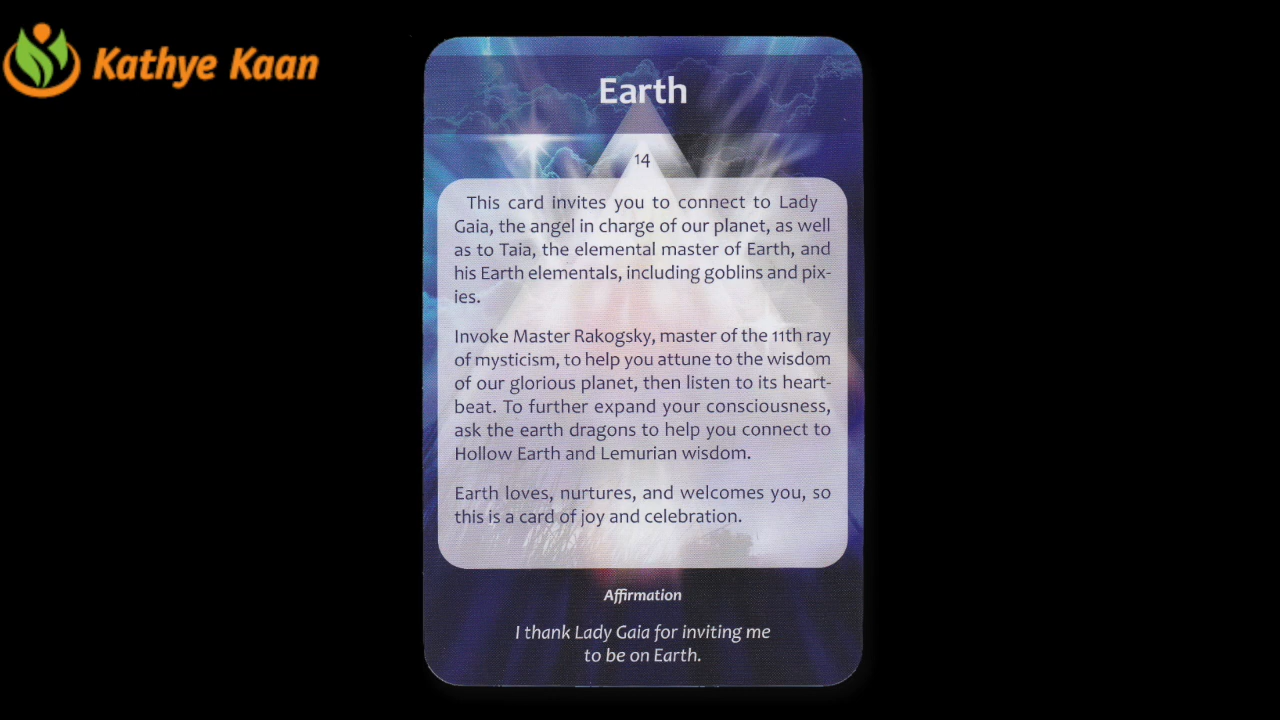 Kathye Kaan
Earth
14
This card invites you to connect to Lady
Gaia, the angel in charge of our planet, as well
as to Taia, the elemental master of Earth, and
his Earth elementals, including goblins and pix-
ies.
Invoke Master Rakogsky, master of the 11th ray
of mysticism, to help you attune to the wisdom
of our glorious planet, then listen to its heart-
beat. To further expand your consciousness,
ask the earth dragons to help you connect to
Hollow Earth and Lemurian wisdom.
Earth loves, nurtures, and welcomes you, so
this is a card of joy and celebration.
Affirmation
I thank Lady Gaia for inviting me
to be on Earth.